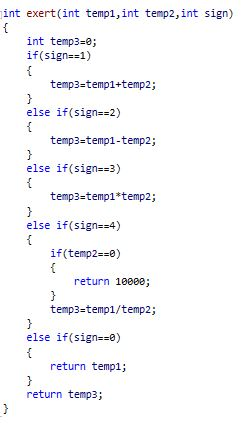 int exert(int temp1,int temp2,int sign)
{
    int temp3=0;
    if(sign==1)
    {
        temp3=temp1+temp2;
    }
    else if(sign==2)
    {
        temp3=temp1-temp2;
    }
    else if(sign==3)
    {
        temp3=temp1*temp2;
    }
    else if(sign==4)
    {
        if(temp2==0)
        {
            return 10000;
        }
        temp3=temp1/temp2;
    }
    else if(sign==0)
    {
        return temp1;
    }
    return temp3;
}